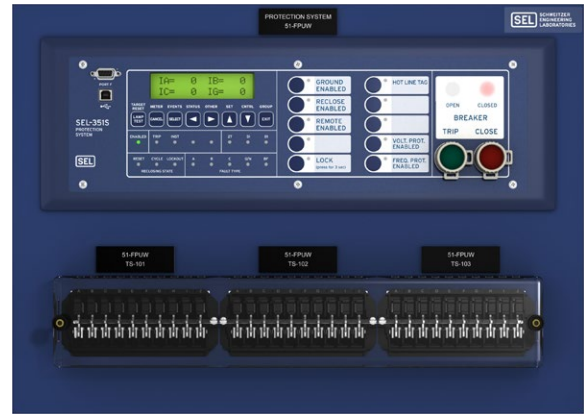 PROTECTION SYSTEM
51-FPUW
SEL
SCHWEITZER
ENGINEERING
LABORATORIES
PORT F
IA= 0 IB= 0
IC= 0 IG= 0
TARGET
RESET
METER EVENTS STATUS OTHER SET CNTRL GROUP
LAMP
TEST
CANCEL
SELECT
EXIT
SEL-351S
PROTECTION
SYSTEM
ENABLED TRIP INST
RESET CYCLE LOCKOUT A B C G
RECLOSING STATE
FAULT TYPE
SEL
GROUND
ENABLED
RECLOSE
ENABLED
REMOTE
ENABLED
LOCK
(press for 3 sec)
HOT LINE TAG
VOLT. PROT.
ENABLED
FREQ. PROT.
ENABLED
OPEN CLOSED
BREAKER
TRIP CLOSE
51-FPUW
TS-101
51-FPUW
TS-102
51-FPUW
TS-103